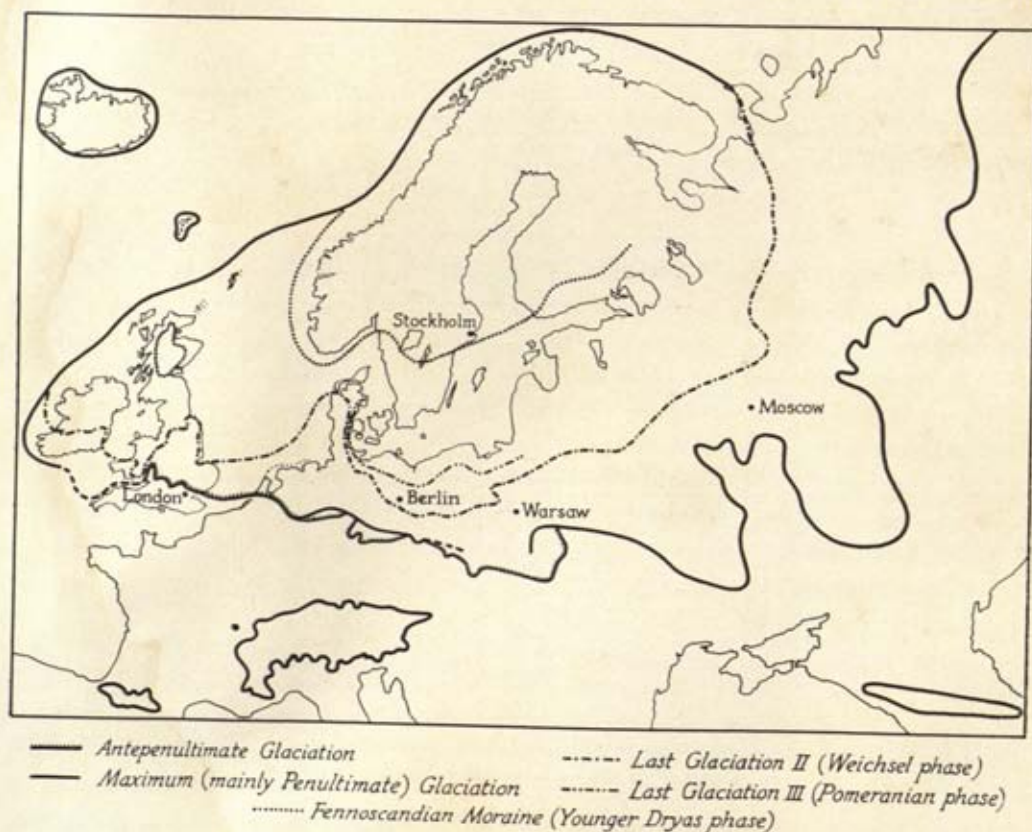 Stockholm
Moscow
London
Berlin
Warsaw
Antepenultimate Glaciation
Last Glaciation II (Weichsel phase)
Maximum (mainly Penultimate) Glaciation
Last Glaciation III (Pomeranian phase)
Fennoscandian Moraine (Younger Dryas phase)